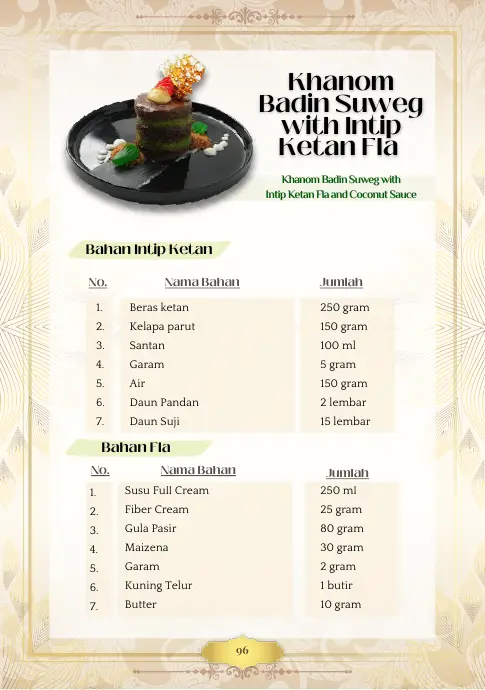 Khanom
Badin Suweg
with Intip
Ketan Fla
Khanom Badin Suweg with
Intip Ketan Fla and Coconut Sauce
Bahan Intip Ketan
No. Nama Bahan Jumlah
1. Beras ketan 250 gram
2. Kelapa parut 150 gram
3. Santan 100 ml
4. Garam 5 gram
5. Air 150 gram
6. Daun Pandan 2 lembar
7. Daun Suji 15 lembar
Bahan Fla
No. Nama Bahan Jumlah
1. Susu Full Cream 250 ml
2. Fiber Cream 25 gram
3. Gula Pasir 80 gram
4. Maizena 30 gram
5. Garam 2 gram
6. Kuning Telur 1 butir
7. Butter 10 gram
96